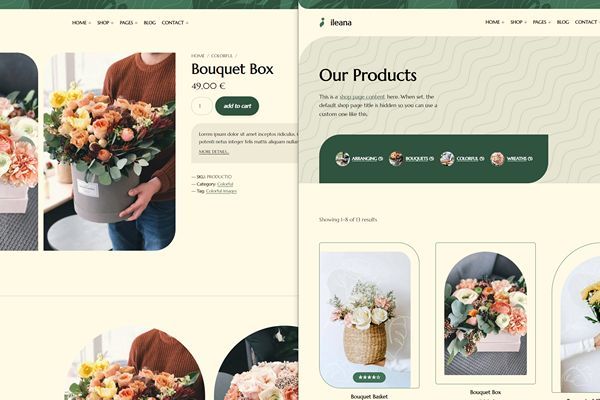 HOME
SHOP
PAGES
BLOG
CONTACT
HOME / COLORFUL /
Bouquet Box
49,00 €
1
add to cart
Lorem ipsum dolor sit amet inceptos ridiculus,
potenti netus integer felis mattis aliquam nullam
MORE DETAILS...
— SKU: PRODUCT10
— Category: Colorful
— Tag: Colorful Images
ileana
HOME
SHOP
PAGES
BLOG
CONTACT
Our Products
This is a shop page content here. When set, the
default shop page title is hidden so you can use a
custom one like this.
ARRANGING (5)
BOUQUETS (5)
COLORFUL (5)
WREATHS (5)
Showing 1–8 of 13 results
Bouquet Basket
Bouquet Box